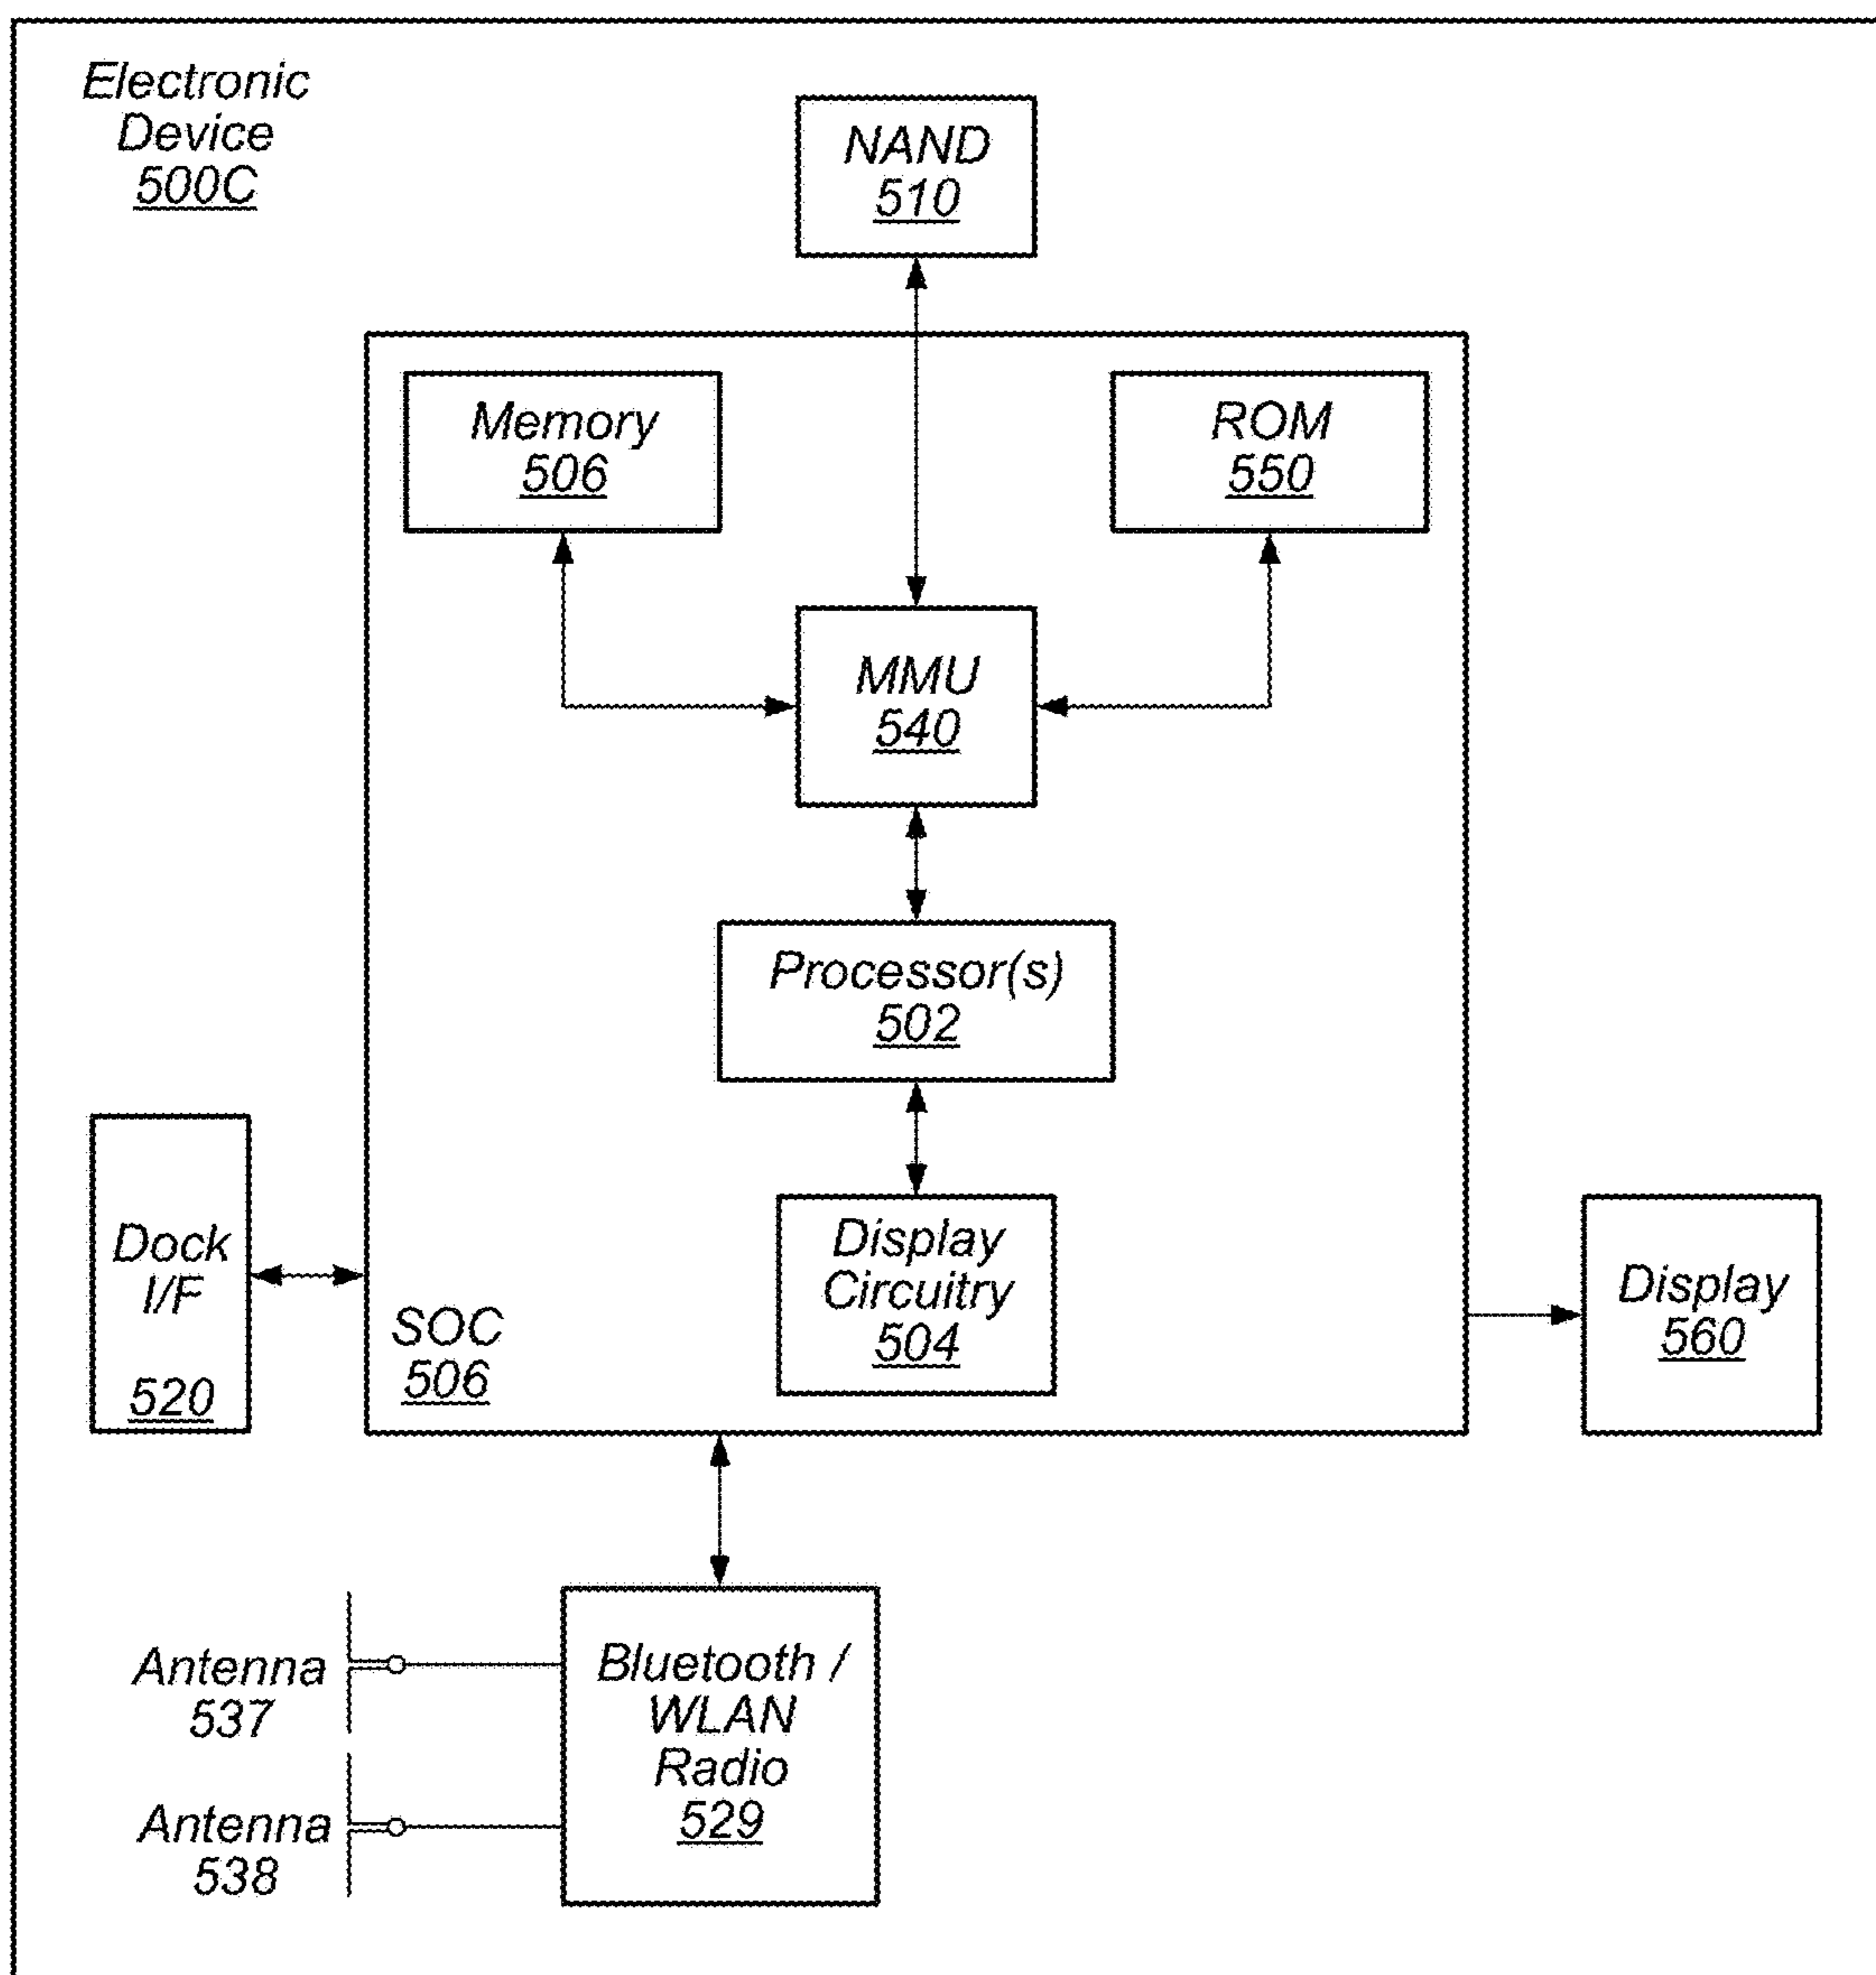 Electronic
Device
500C
NAND
510
Memory
506
ROM
550
MMU
540
Processor(s)
502
Display
Circuitry
504
SOC
506
Dock
I/F
520
Display
560
Bluetooth /
WLAN
Radio
529
Antenna
537
Antenna
538